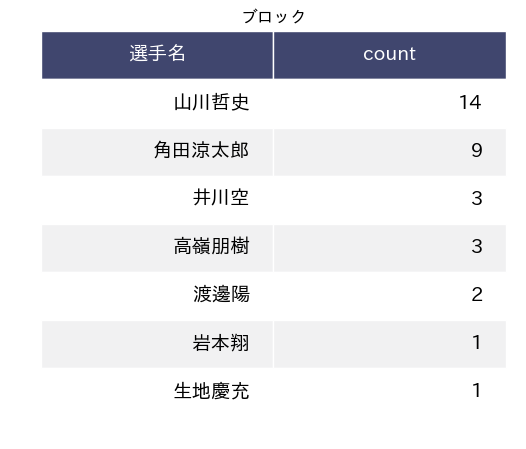 ブロック
選手名 count
山川哲史 14
角田涼太郎 9
井川空 3
高嶺朋樹 3
渡邊陽 2
岩本翔 1
生地慶充 1